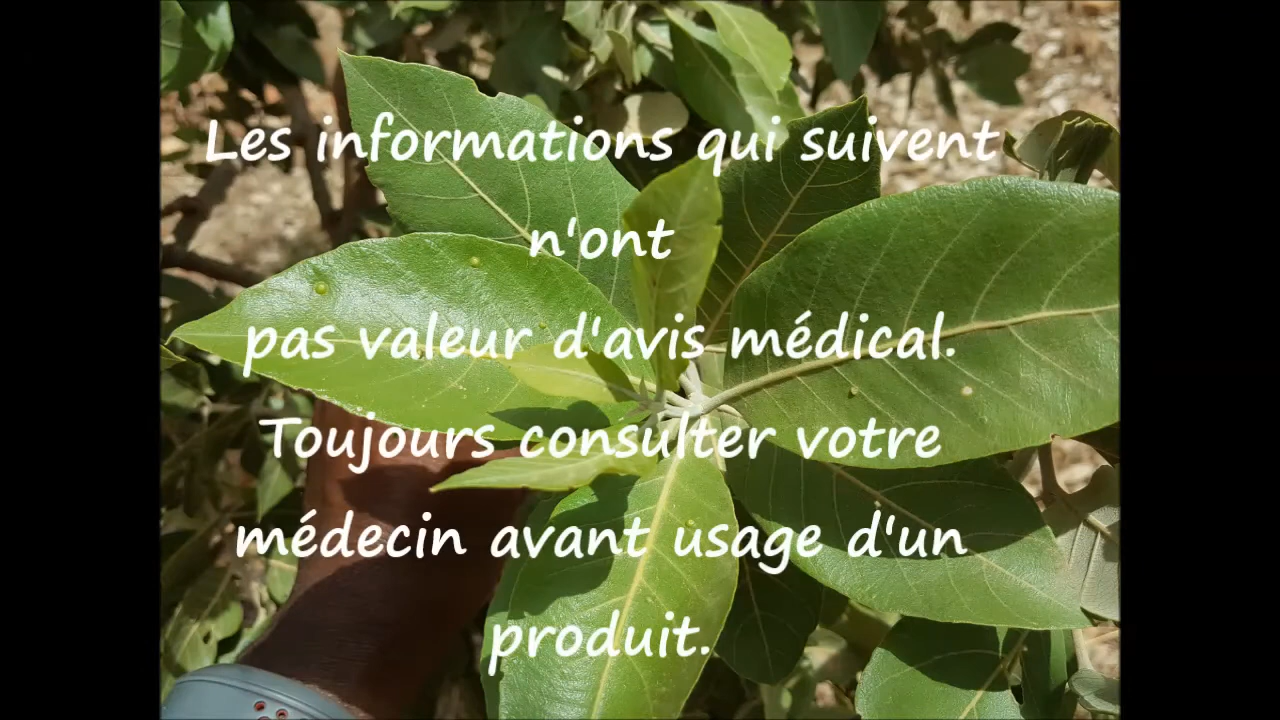 Les informations qui suivent
n'ont
pas valeur d'avis médical.
Toujours consulter votre
médecin avant usage d'un
produit.